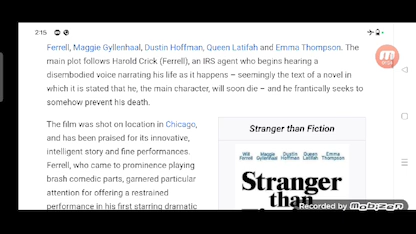 2:15
Ferrell, Maggie Gyllenhaal, Dustin Hoffman, Queen Latifah and Emma Thompson. The
main plot follows Harold Crick (Ferrell), an IRS agent who begins hearing a
disembodied voice narrating his life as it happens – seemingly the text of a novel in
which it is stated that he, the main character, will soon die – and he frantically seeks to
somehow prevent his death.
The film was shot on location in Chicago,
and has been praised for its innovative,
intelligent story and fine performances.
Ferrell, who came to prominence playing
brash comedic parts, garnered particular
attention for offering a restrained
performance in his first starring dramatic
Stranger than Fiction
Will Ferrell Maggie Gyllenhaal Dustin Hoffman Queen Latifah Emma Thompson
Stranger
than
Recorded by mobizen